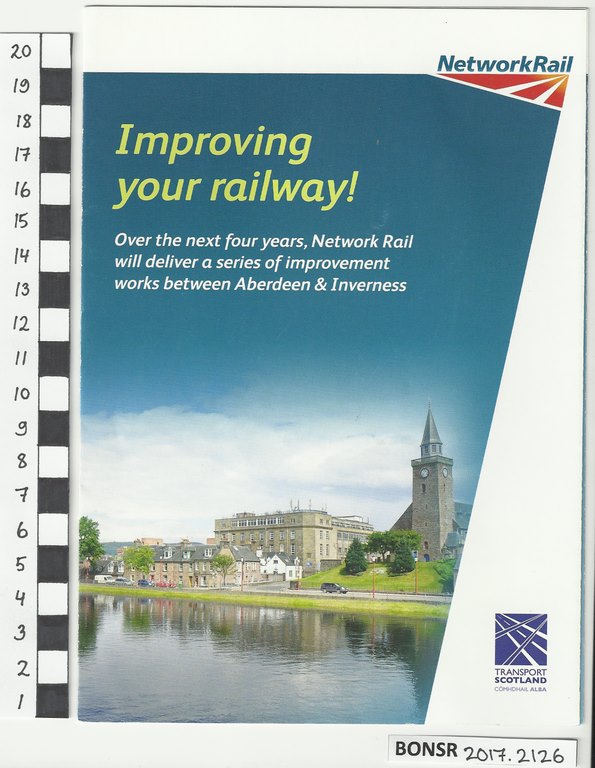 NetworkRail
Improving
your railway!
Over the next four years, Network Rail
will deliver a series of improvement
works between Aberdeen & Inverness
20
19
18
17
16
15
14
13
12
11
10
9
8
7
6
5
4
3
2
1
TRANSPORT
SCOTLAND
CÒMHDHAIL ALBA
BONSR 2017.2126